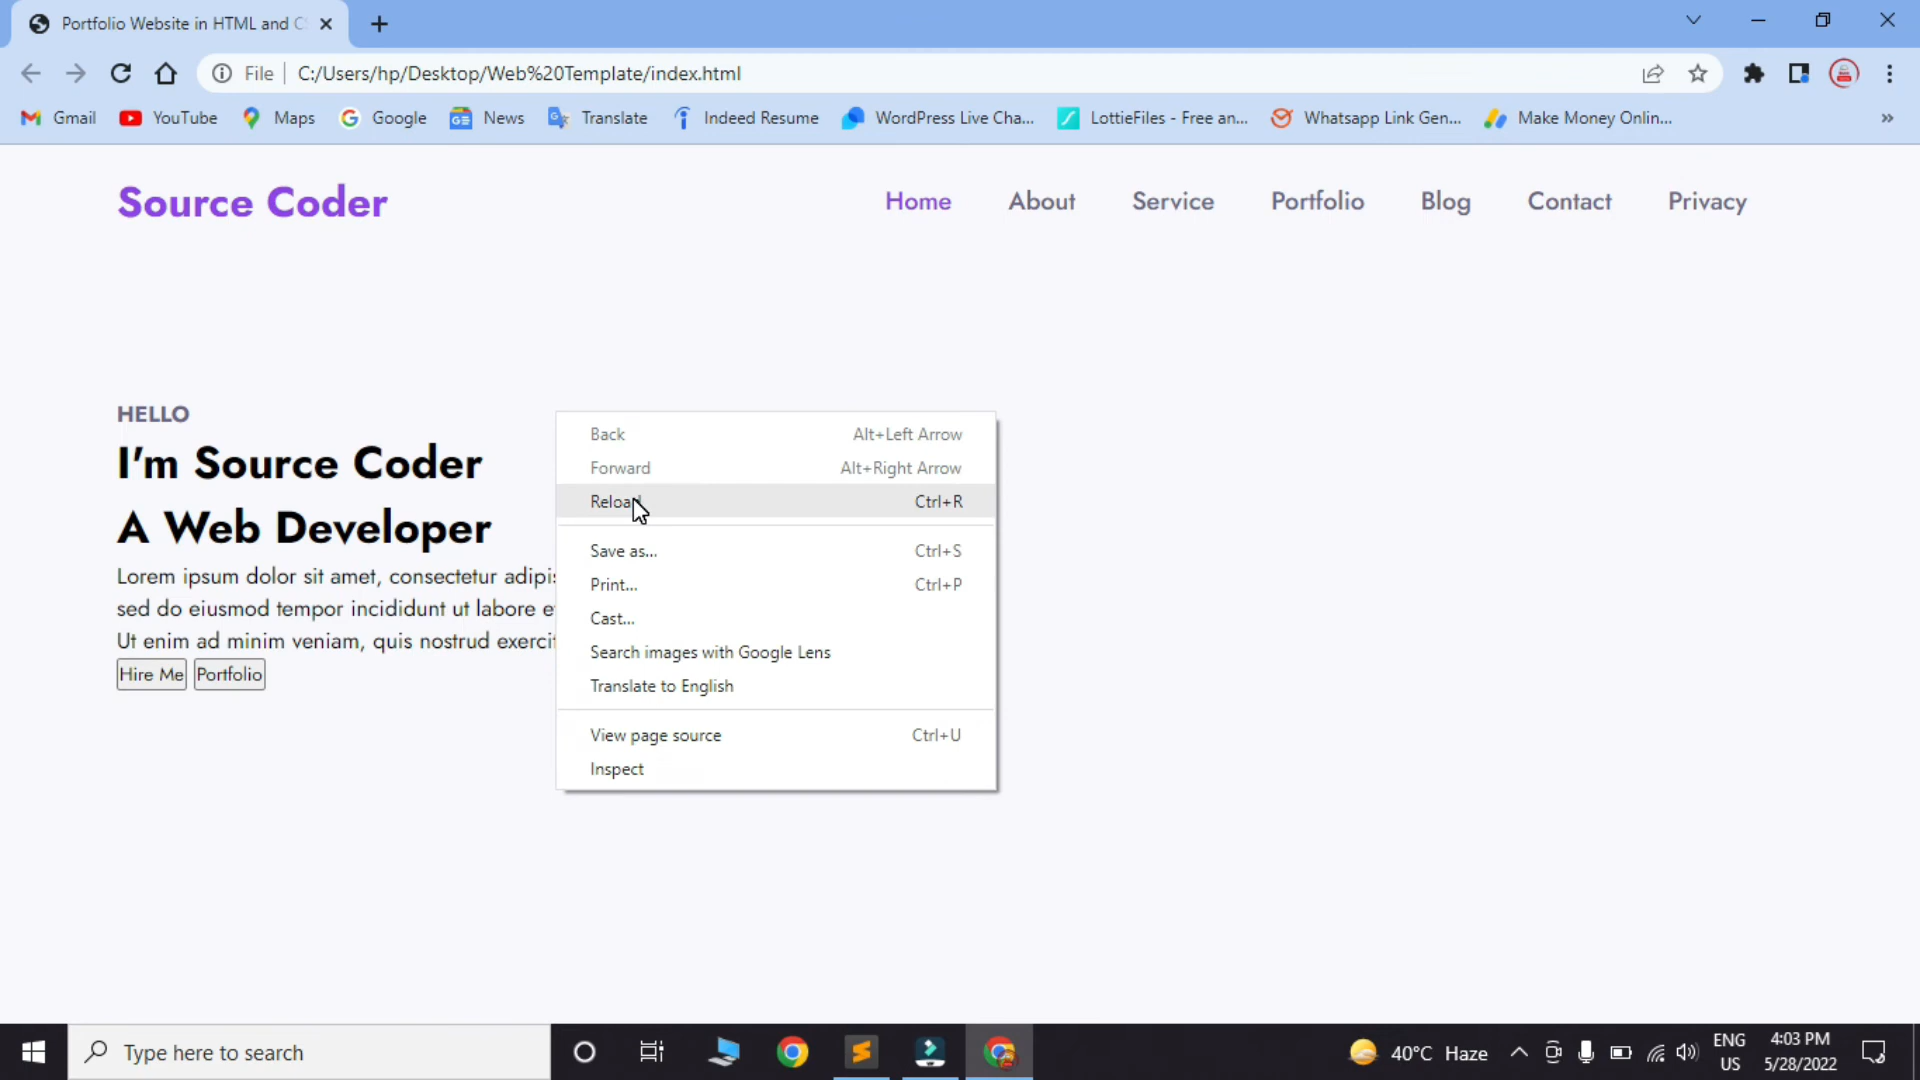 Portfolio Website in HTML and C
File C:/Users/hp/Desktop/Web%20Template/index.html
Gmail YouTube Maps Google News Translate Indeed Resume WordPress Live Cha... LottieFiles - Free an... Whatsapp Link Gen... Make Money Onlin... »
Source Coder Home About Service Portfolio Blog Contact Privacy
HELLO
I'm Source Coder
A Web Developer
Lorem ipsum dolor sit amet, consectetur
sed do eiusmod tempor incididunt ut labore
Ut enim ad minim veniam, quis nostrud
Hire Me Portfolio
Back Alt+Left Arrow
Forward Alt+Right Arrow
Reload Ctrl+R
Save as... Ctrl+S
Print... Ctrl+P
Cast...
Search images with Google Lens
Translate to English
View page source Ctrl+U
Inspect
Type here to search
40°C Haze
ENG
US
4:03 PM
5/28/2022